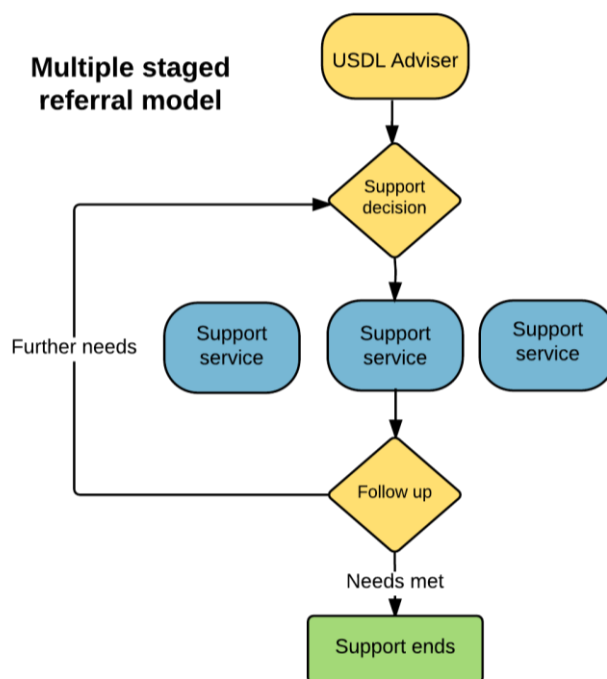 Multiple staged
referral model
USDL Adviser
Support
decision
Support
service
Support
service
Support
service
Further needs
Follow up
Needs met
Support ends